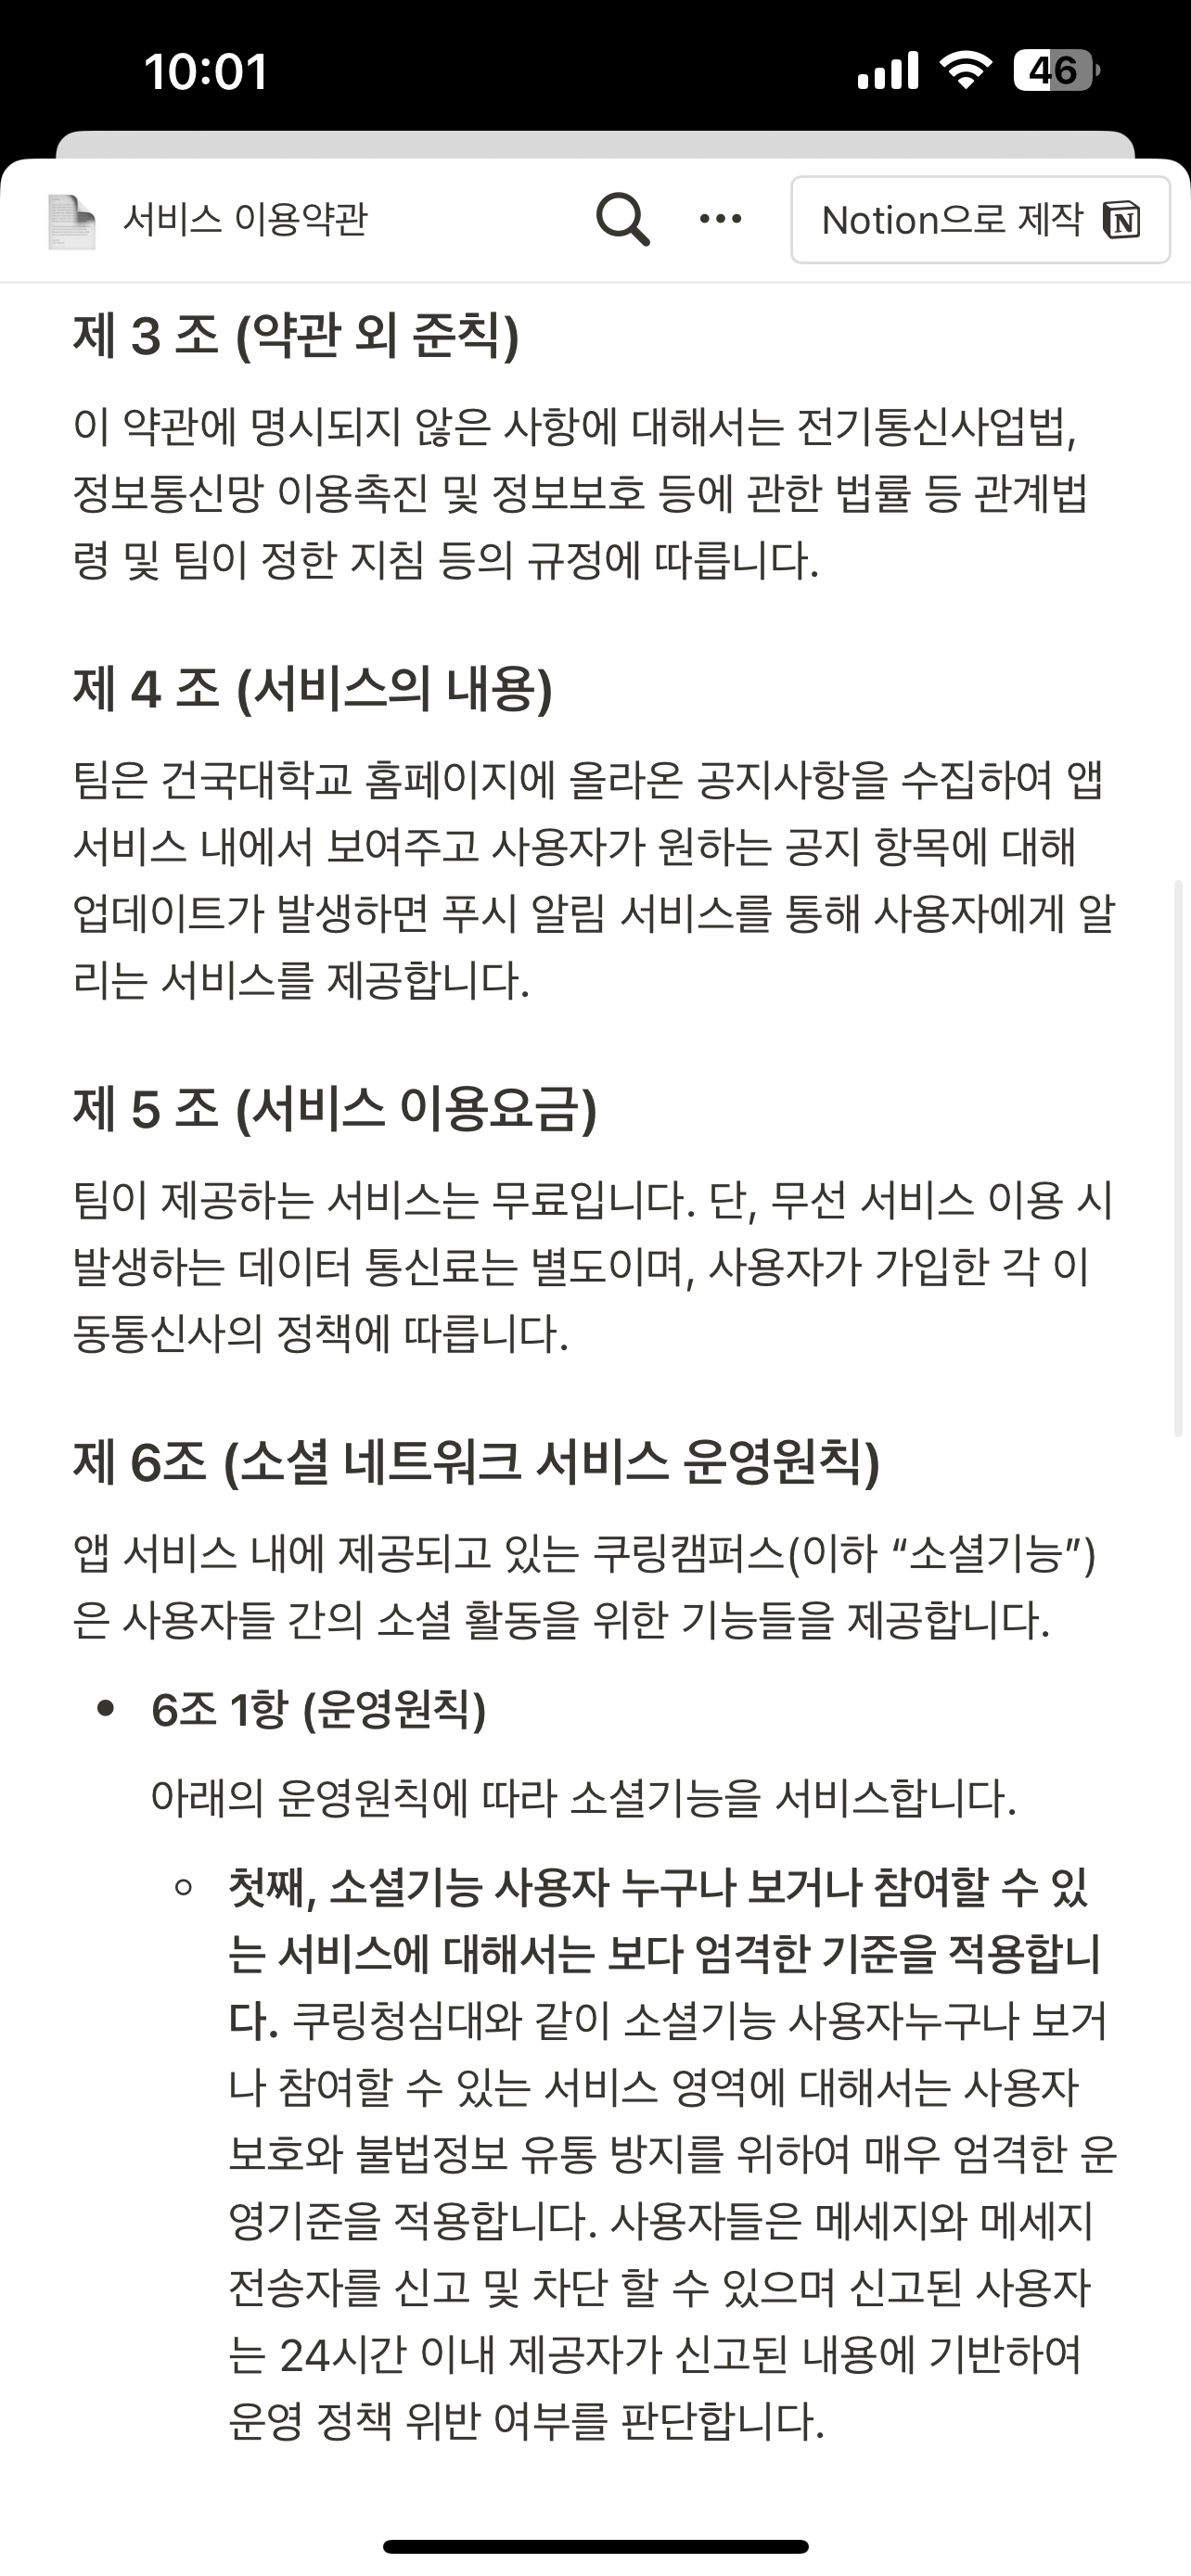 10:01
46
서비스 이용약관
Notion으로 제작
제 3 조 (약관 외 준칙)
이 약관에 명시되지 않은 사항에 대해서는 전기통신사업법,
정보통신망 이용촉진 및 정보보호 등에 관한 법률 등 관계법
령 및 팀이 정한 지침 등의 규정에 따릅니다.
제 4 조 (서비스의 내용)
팀은 건국대학교 홈페이지에 올라온 공지사항을 수집하여 앱
서비스 내에서 보여주고 사용자가 원하는 공지 항목에 대해
업데이트가 발생하면 푸시 알림 서비스를 통해 사용자에게 알
리는 서비스를 제공합니다.
제 5 조 (서비스 이용요금)
팀이 제공하는 서비스는 무료입니다. 단, 무선 서비스 이용 시
발생하는 데이터 통신료는 별도이며, 사용자가 가입한 각 이
동통신사의 정책에 따릅니다.
제 6조 (소셜 네트워크 서비스 운영원칙)
앱 서비스 내에 제공되고 있는 쿠링캠퍼스(이하 “소셜기능”)
은 사용자들 간의 소셜 활동을 위한 기능들을 제공합니다.
• 6조 1항 (운영원칙)
아래의 운영원칙에 따라 소셜기능을 서비스합니다.
◦ 첫째, 소셜기능 사용자 누구나 보거나 참여할 수 있
는 서비스에 대해서는 보다 엄격한 기준을 적용합니
다. 쿠링청심대와 같이 소셜기능 사용자누구나 보거
나 참여할 수 있는 서비스 영역에 대해서는 사용자
보호와 불법정보 유통 방지를 위하여 매우 엄격한 운
영기준을 적용합니다. 사용자들은 메세지와 메세지
전송자를 신고 및 차단 할 수 있으며 신고된 사용자
는 24시간 이내 제공자가 신고된 내용에 기반하여
운영 정책 위반 여부를 판단합니다.